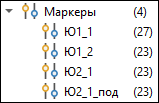 Маркеры (4)
Ю1_1 (27)
Ю1_2 (23)
Ю2_1 (23)
Ю2_1_под (23)